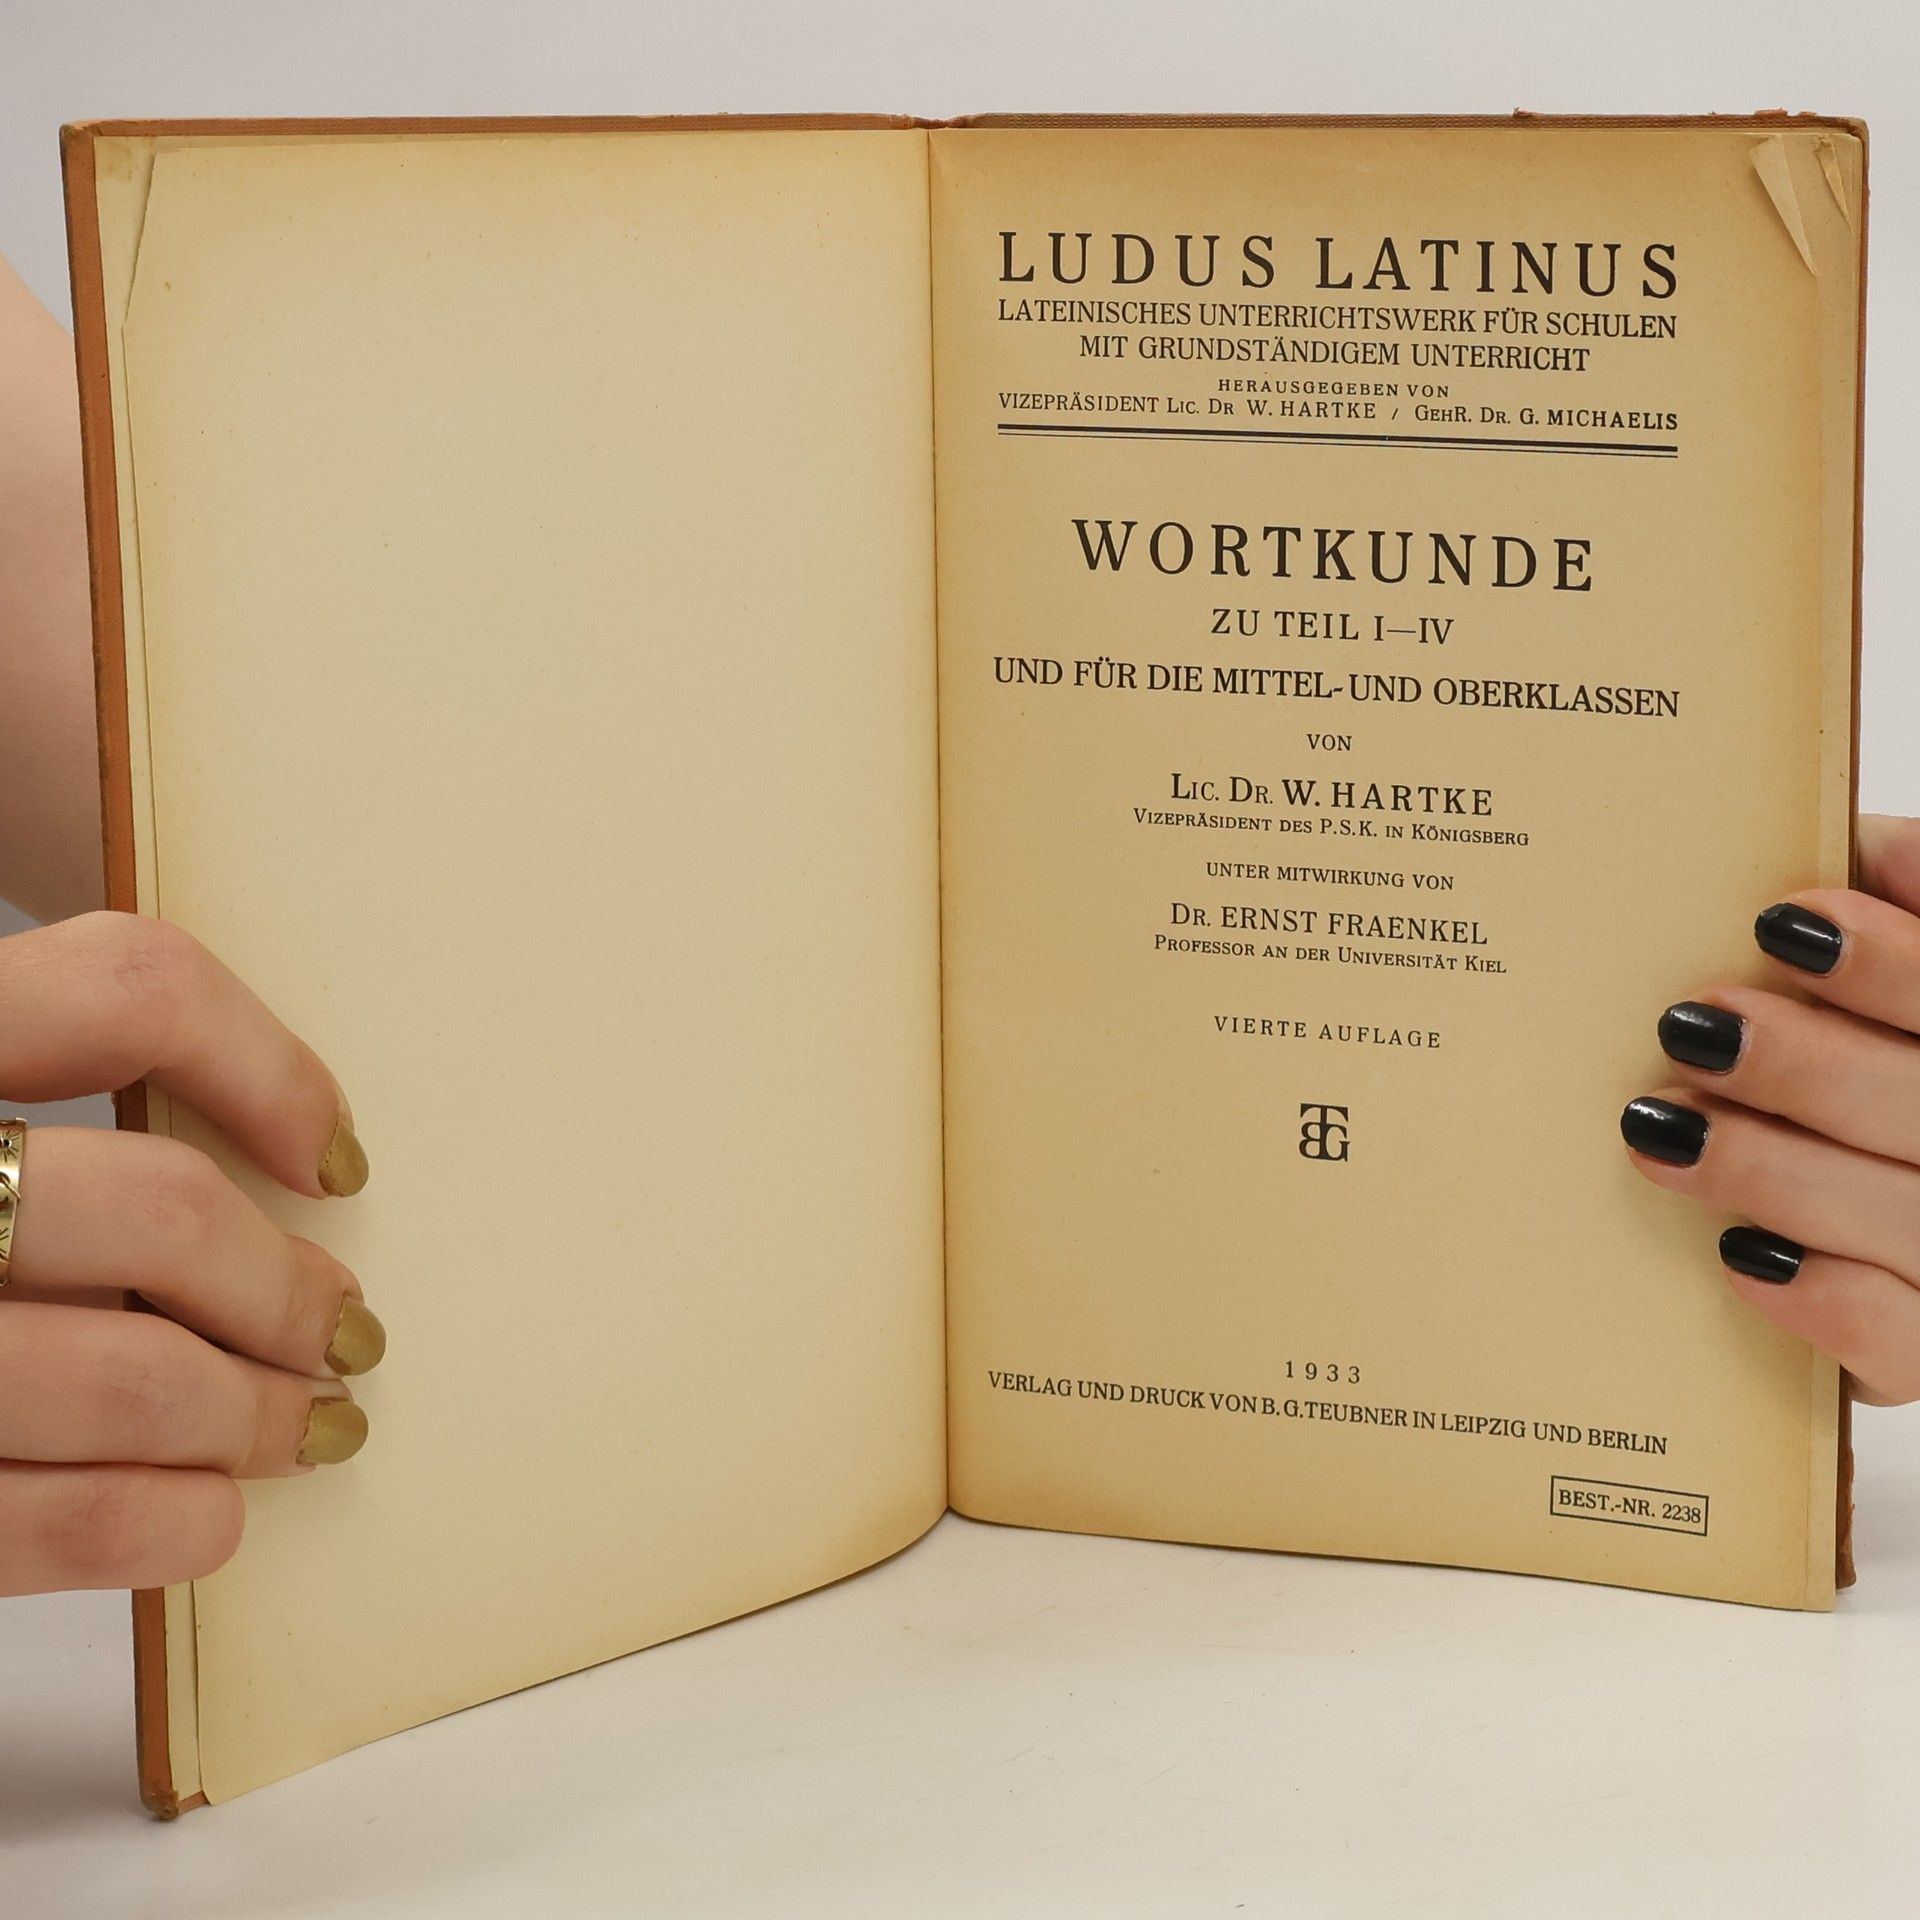 LUDUS LATINUS
LATEINISCHES UNTERRICHTSWERK FÜR SCHULEN
MIT GRUNDSTÄNDIGEM UNTERRICHT
HERAUSGEGEBEN VON
VIZEPRÄSIDENT LIC. DR W. HARTKE / GEHR. DR. G. MICHAELIS
WORTKUNDE
ZU TEIL I—IV
UND FÜR DIE MITTEL- UND OBERKLASSEN
VON
LIC. DR. W. HARTKE
VIZEPRÄSIDENT DES P.S.K. IN KÖNIGSBERG
UNTER MITWIRKUNG VON
DR. ERNST FRAENKEL
PROFESSOR AN DER UNIVERSITÄT KIEL
VIERTE AUFLAGE
BTG
1933
VERLAG UND DRUCK VON B. G. TEUBNER IN LEIPZIG UND BERLIN
BEST.-NR. 2238